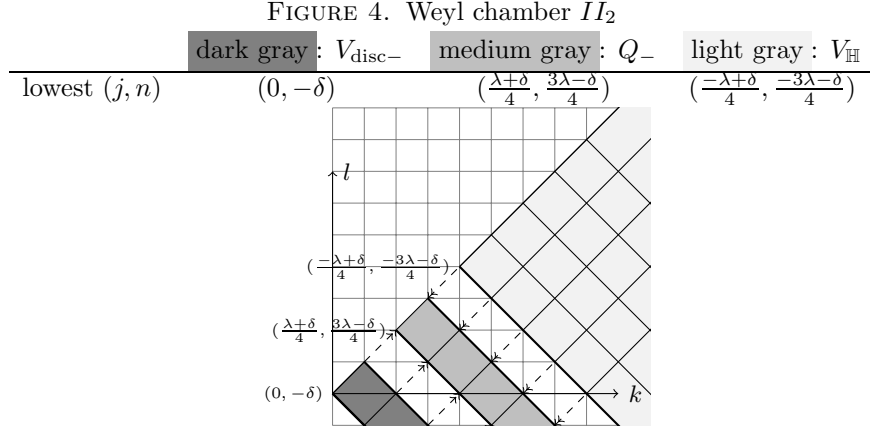 FIGURE 4. Weyl chamber II₂
dark gray : V_disc− medium gray : Q_− light gray : V_ℍ
lowest (j, n) (0, −δ) (λ+δ/4, 3λ−δ/4) (−λ+δ/4, −3λ−δ/4)
l
(−λ+δ/4, −3λ−δ/4)
(λ+δ/4, 3λ−δ/4)
(0, −δ) k